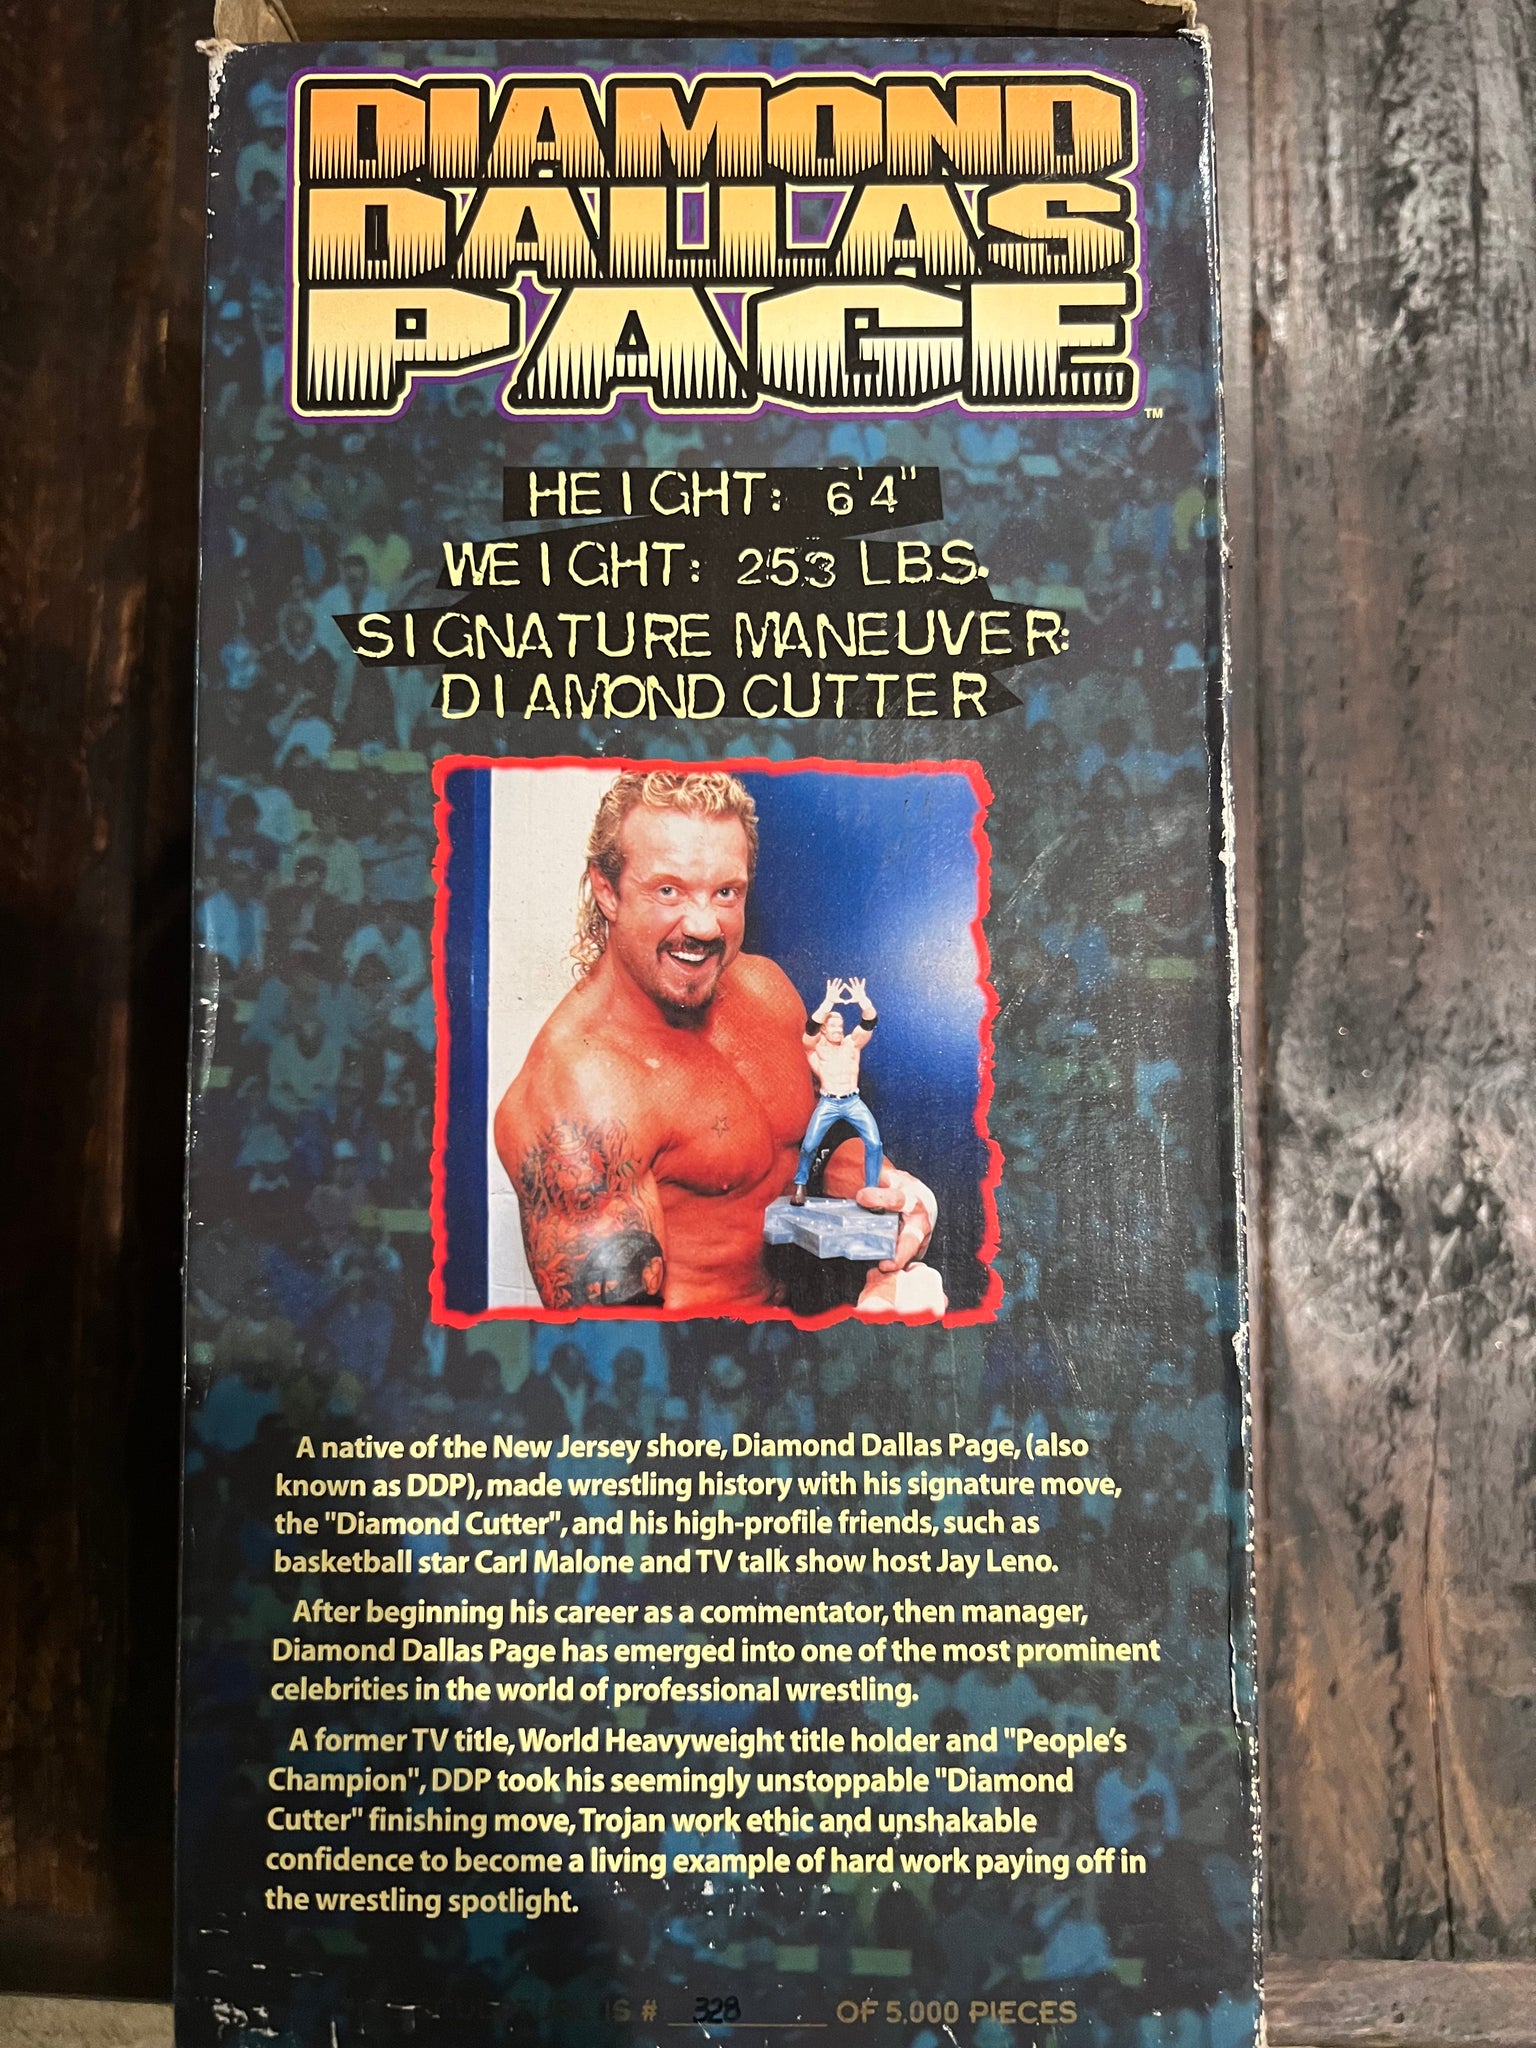 DIAMOND
DALLAS
PAGE
TM
HEIGHT: 6'4"
WEIGHT: 253 LBS.
SIGNATURE MANEUVER:
DIAMOND CUTTER
A native of the New Jersey shore, Diamond Dallas Page, (also
known as DDP), made wrestling history with his signature move,
the "Diamond Cutter", and his high-profile friends, such as
basketball star Carl Malone and TV talk show host Jay Leno.
After beginning his career as a commentator, then manager,
Diamond Dallas Page has emerged into one of the most prominent
celebrities in the world of professional wrestling.
A former TV title, World Heavyweight title holder and "People's
Champion", DDP took his seemingly unstoppable "Diamond
Cutter" finishing move, Trojan work ethic and unshakable
confidence to become a living example of hard work paying off in
the wrestling spotlight.
IS # 328 OF 5,000 PIECES